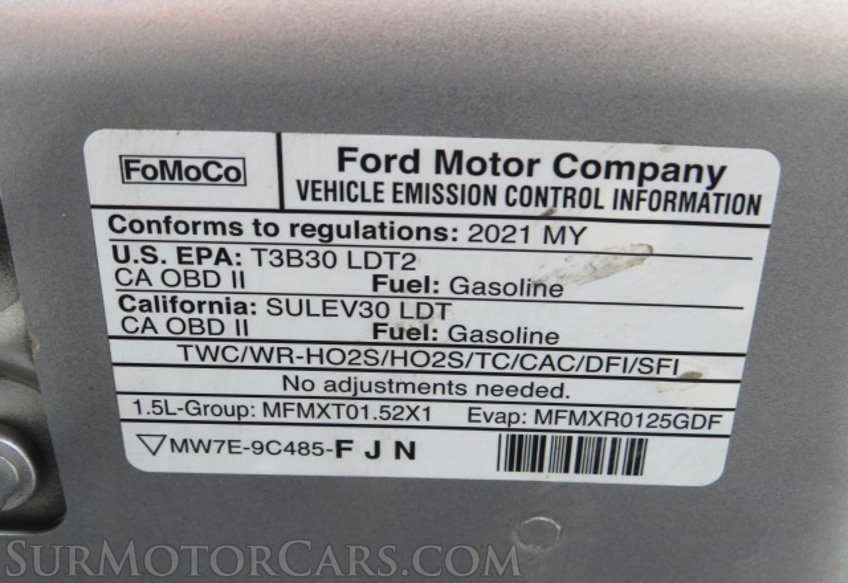 FoMoCo
Ford Motor Company
VEHICLE EMISSION CONTROL INFORMATION
Conforms to regulations: 2021 MY
U.S. EPA: T3B30 LDT2
CA OBD II Fuel: Gasoline
California: SULEV30 LDT
CA OBD II Fuel: Gasoline
TWC/WR-HO2S/HO2S/TC/CAC/DFI/SFI
No adjustments needed.
1.5L-Group: MFMXT01.52X1 Evap: MFMXR0125GDF
MW7E-9C485-F J N
SURMOTORCARS.COM